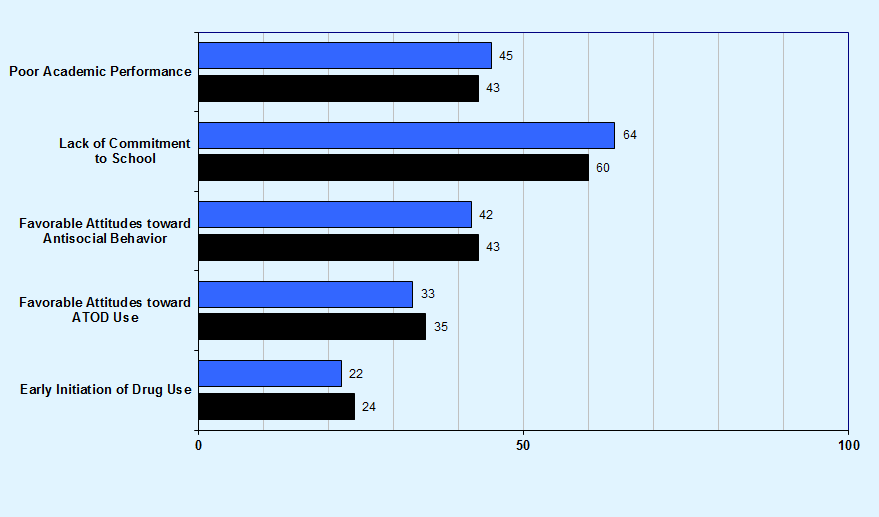 Poor Academic Performance
45
43
Lack of Commitment
to School
64
60
Favorable Attitudes toward
Antisocial Behavior
42
43
Favorable Attitudes toward
ATOD Use
33
35
Early Initiation of Drug Use
22
24
0 50 100